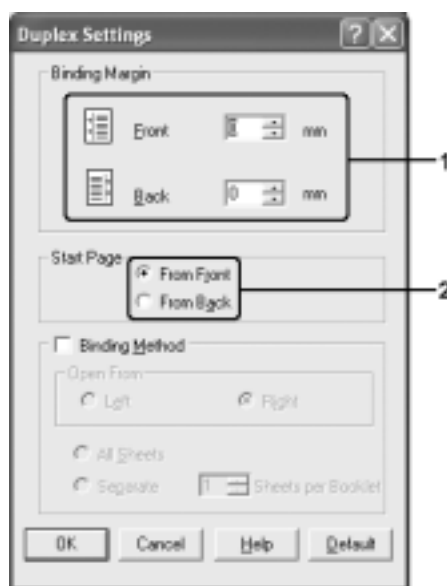 Duplex Settings
Binding Margin
Front mm
1
Back 0 mm
Start Page
From Front
2
From Back
Binding Method
Open From
Left Right
All Sheets
Separate 1 Sheets per Booklet
OK Cancel Help Default